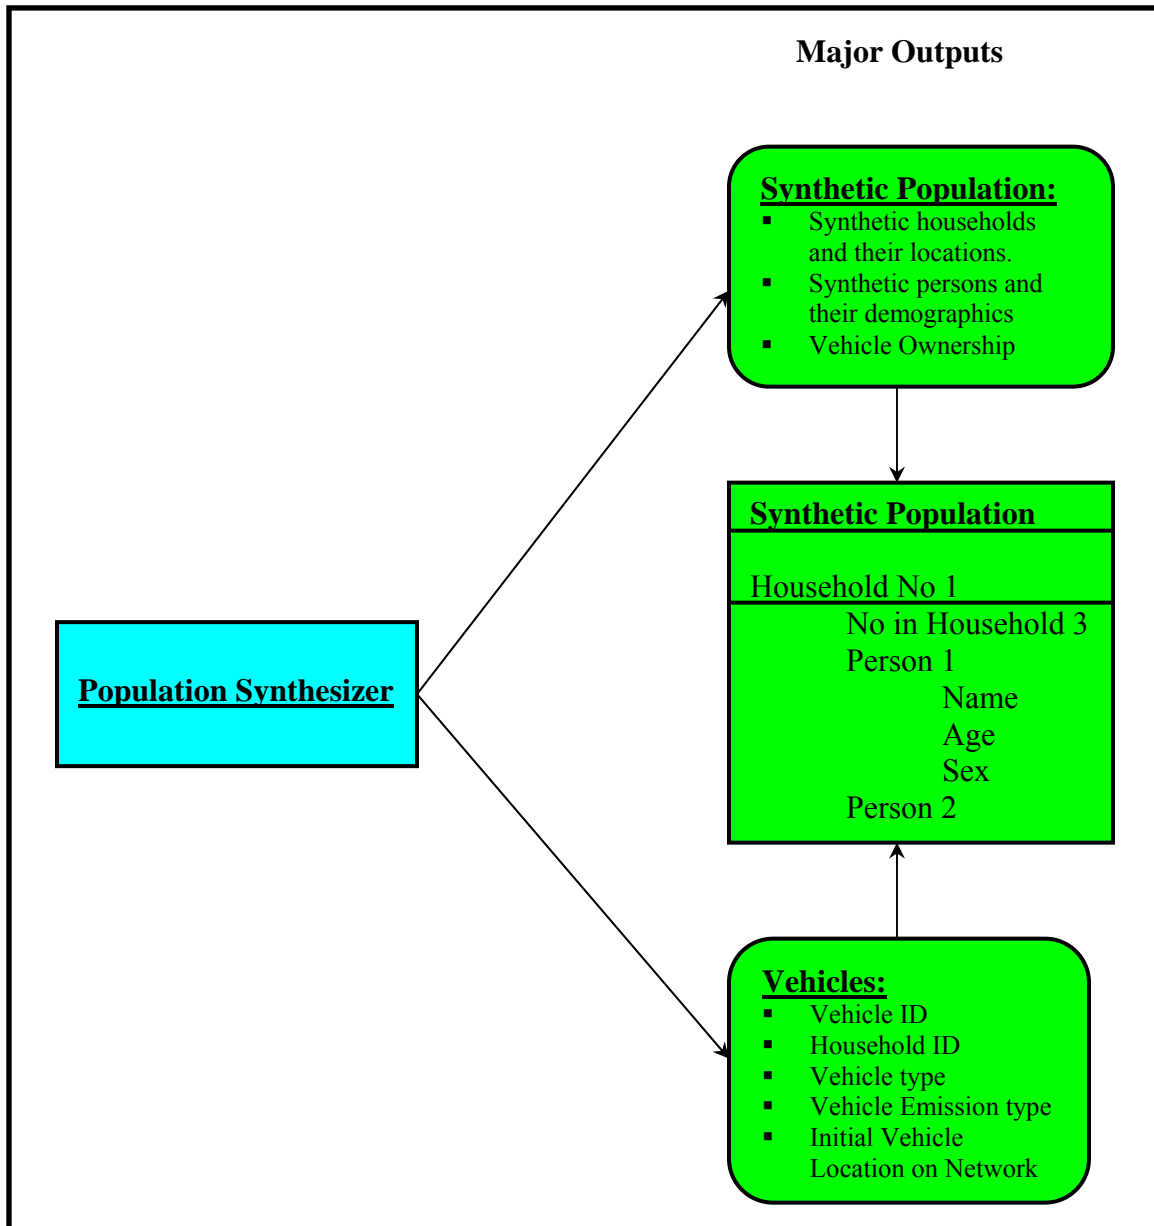 Major Outputs
Synthetic Population:
▪ Synthetic households
and their locations.
▪ Synthetic persons and
their demographics
▪ Vehicle Ownership
Synthetic Population
Household No 1
No in Household 3
Person 1
Name
Age
Sex
Person 2
Population Synthesizer
Vehicles:
▪ Vehicle ID
▪ Household ID
▪ Vehicle type
▪ Vehicle Emission type
▪ Initial Vehicle
Location on Network